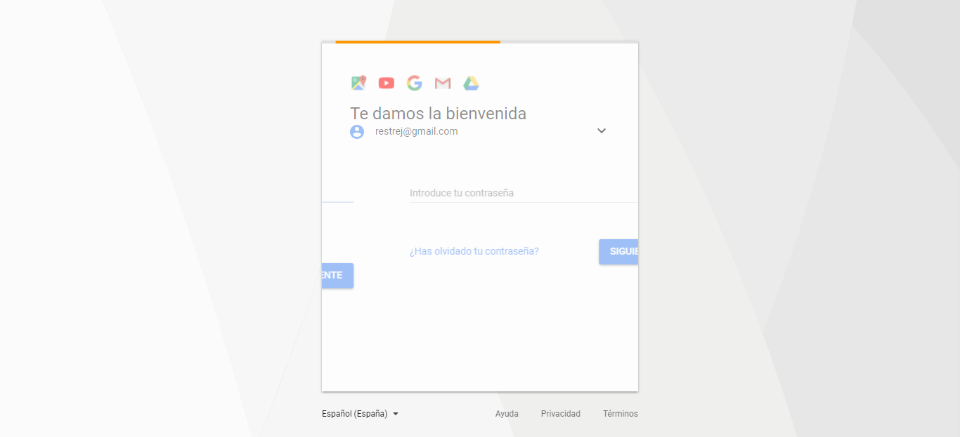 Te damos la bienvenida
restrej@gmail.com
Introduce tu contraseña
¿Has olvidado tu contraseña?
SIGUIE
ENTE
Español (España)
Ayuda
Privacidad
Términos